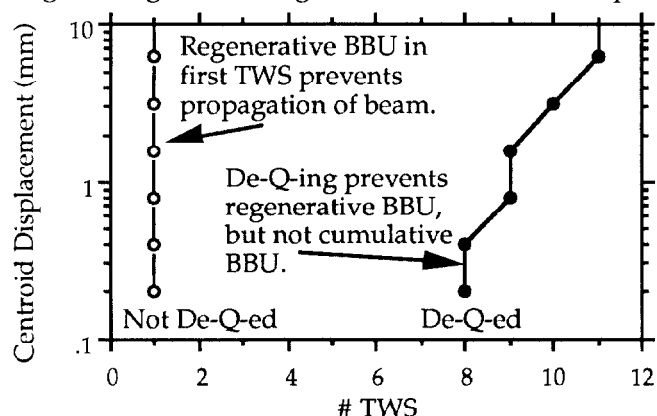 10
1
.1
Centroid Displacement (mm)
Regenerative BBU in
first TWS prevents
propagation of beam.
De-Q-ing prevents
regenerative BBU,
but not cumulative
BBU.
Not De-Q-ed
De-Q-ed
0 2 4 6 8 10 12
# TWS